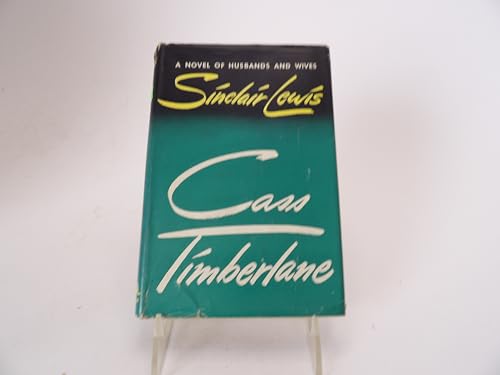 A NOVEL OF HUSBANDS AND WIVES
Sinclair Lewis
Cass
Timberlane